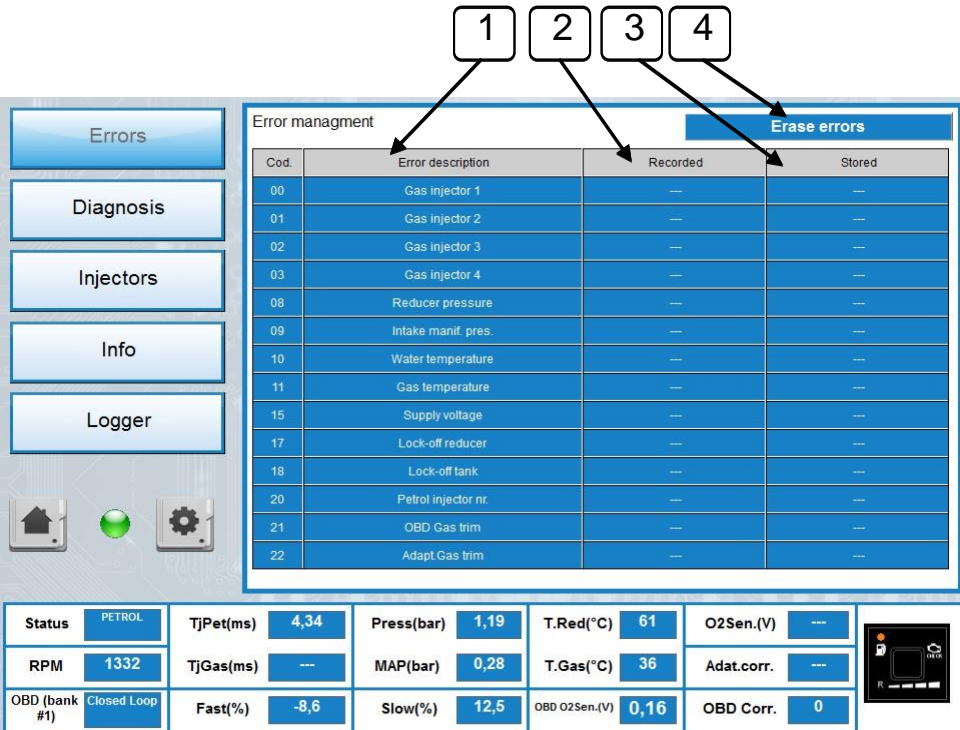 1 2 3 4
Errors
Diagnosis
Injectors
Info
Logger
Error managment
Erase errors
Cod. Error description Recorded Stored
00 Gas injector 1 --- ---
01 Gas injector 2 --- ---
02 Gas injector 3 --- ---
03 Gas injector 4 --- ---
08 Reducer pressure --- ---
09 Intake manif. pres. --- ---
10 Water temperature --- ---
11 Gas temperature --- ---
15 Supply voltage --- ---
17 Lock-off reducer --- ---
18 Lock-off tank --- ---
20 Petrol injector nr. --- ---
21 OBD Gas trim --- ---
22 Adapt.Gas trim --- ---
Status PETROL TjPet(ms) 4,34 Press(bar) 1,19 T.Red(°C) 61 O2Sen.(V) ---
RPM 1332 TjGas(ms) --- MAP(bar) 0,28 T.Gas(°C) 36 Adat.corr. ---
OBD (bank #1) Closed Loop Fast(%) -8,6 Slow(%) 12,5 OBD O2Sen.(V) 0,16 OBD Corr. 0
CHECK
R